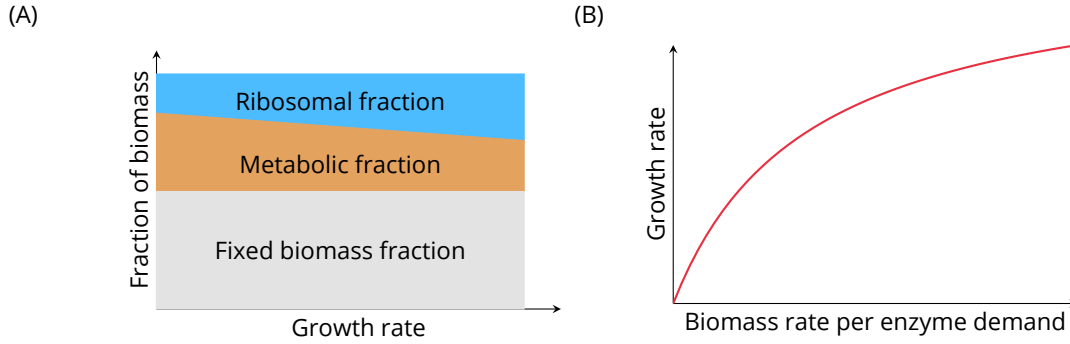 (A)
(B)
Fraction of biomass
Ribosomal fraction
Metabolic fraction
Fixed biomass fraction
Growth rate
Growth rate
Biomass rate per enzyme demand